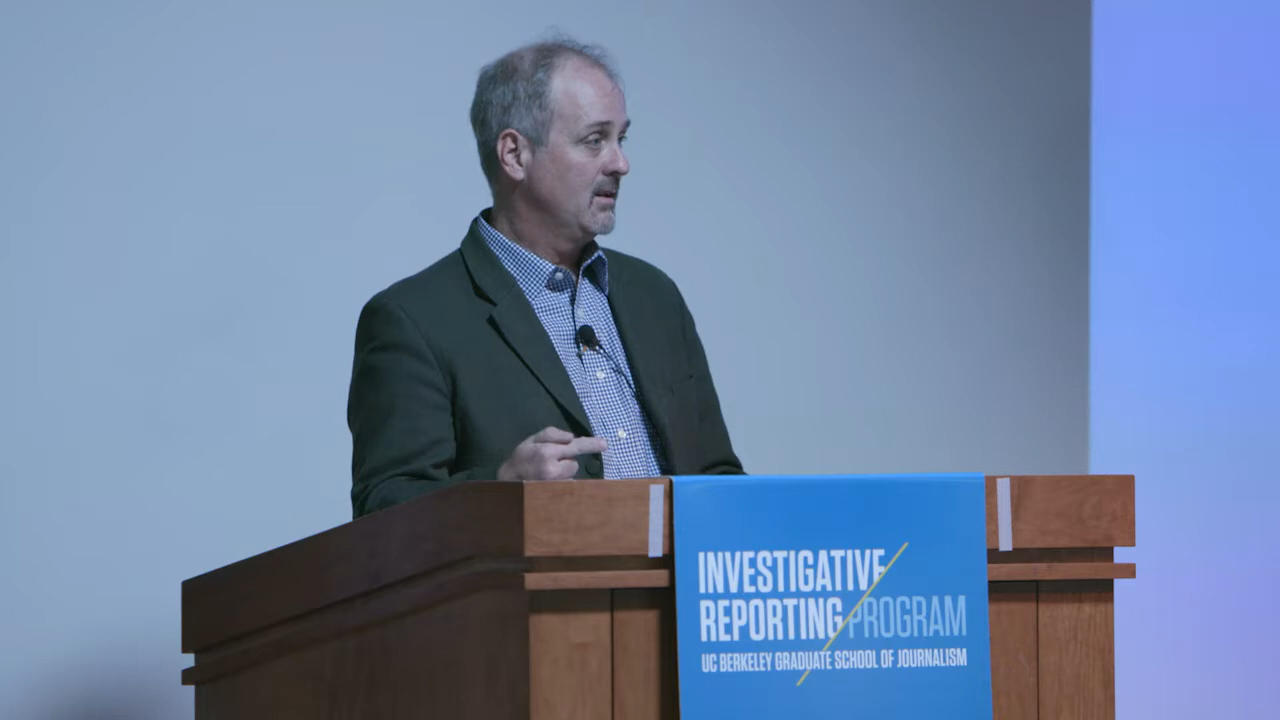 INVESTIGATIVE
REPORTING PROGRAM
UC BERKELEY GRADUATE SCHOOL OF JOURNALISM